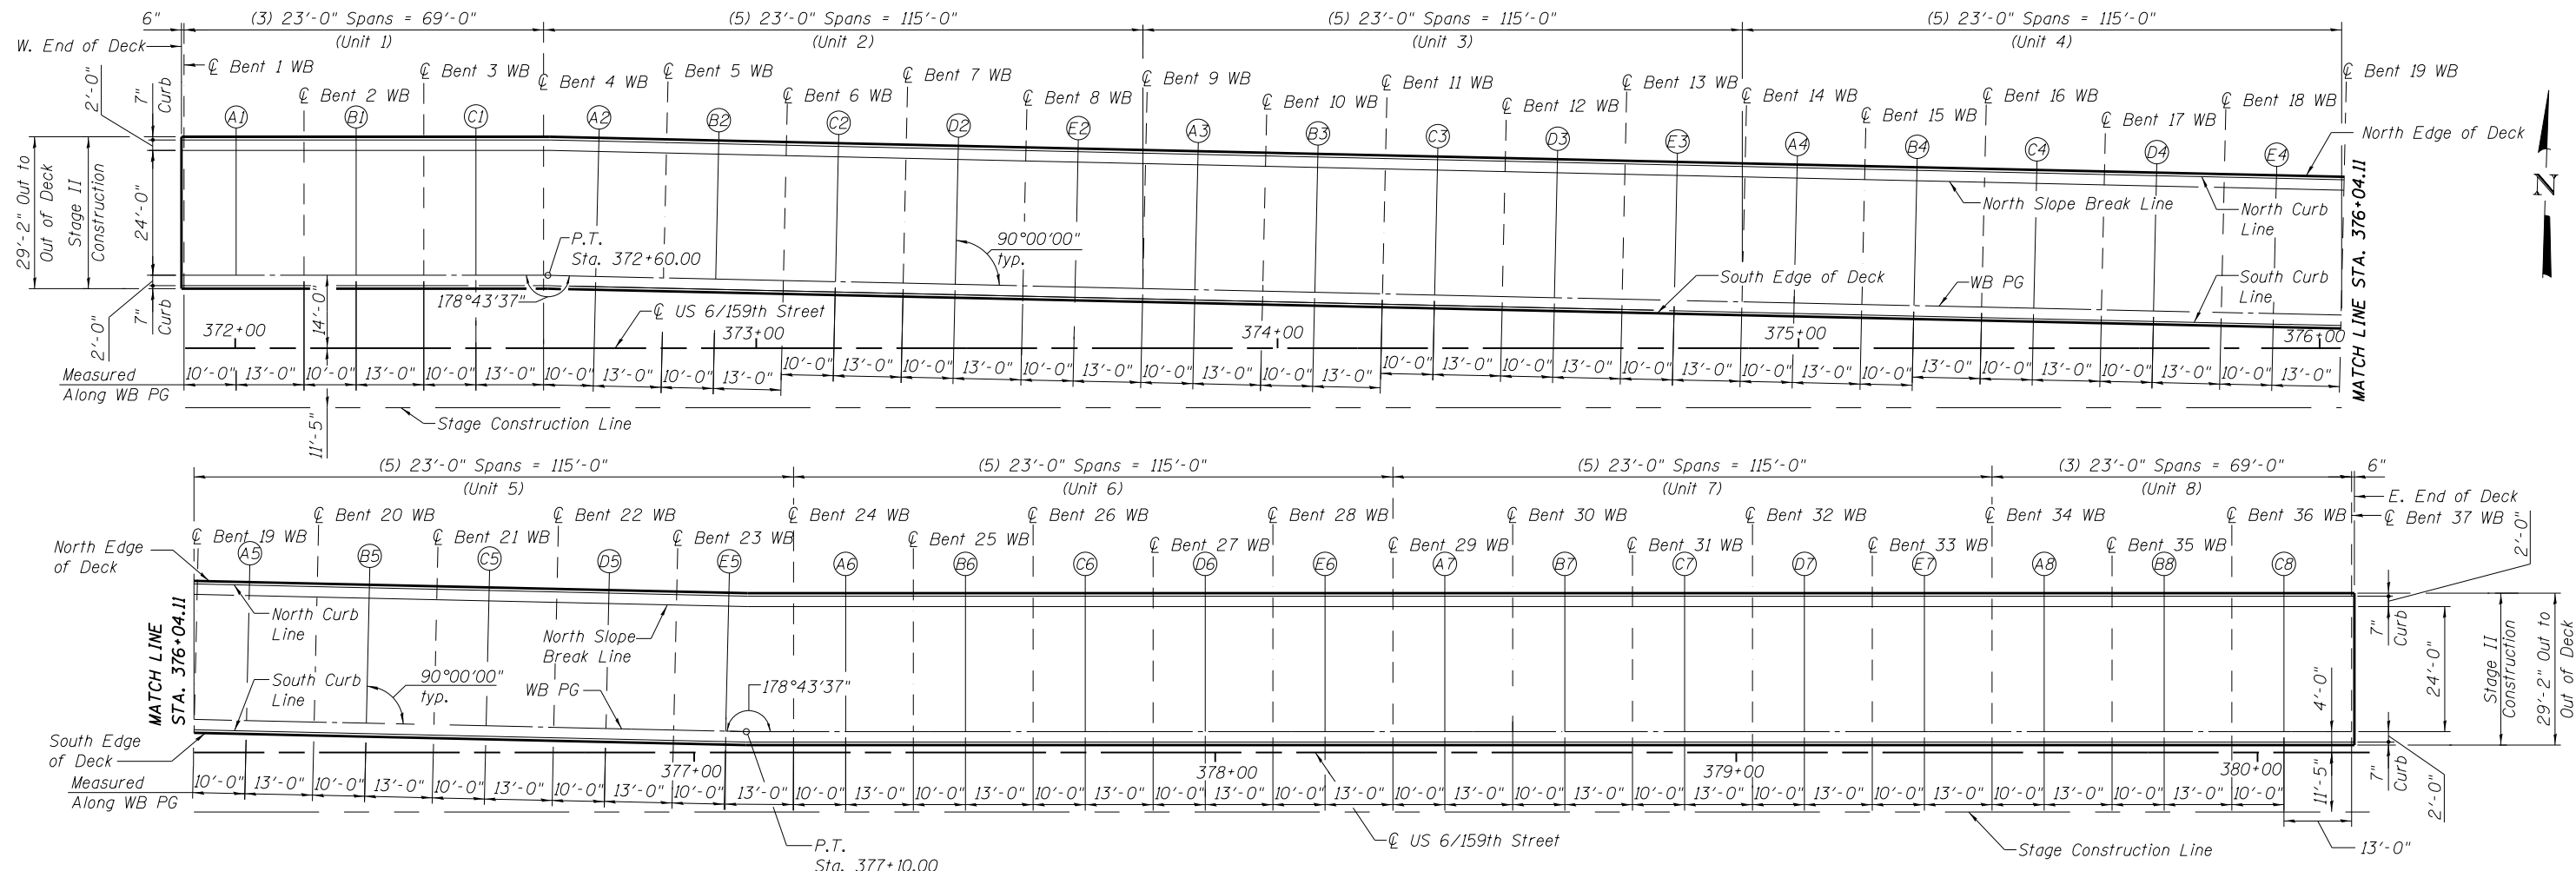 6" (3) 23'-0" Spans = 69'-0" (5) 23'-0" Spans = 115'-0" (5) 23'-0" Spans = 115'-0" (5) 23'-0" Spans = 115'-0"
(Unit 1) (Unit 2) (Unit 3) (Unit 4)
W. End of Deck
℄ Bent 1 WB
℄ Bent 2 WB
℄ Bent 3 WB
℄ Bent 4 WB
℄ Bent 5 WB
℄ Bent 6 WB
℄ Bent 7 WB
℄ Bent 8 WB
℄ Bent 9 WB
℄ Bent 10 WB
℄ Bent 11 WB
℄ Bent 12 WB
℄ Bent 13 WB
℄ Bent 14 WB
℄ Bent 15 WB
℄ Bent 16 WB
℄ Bent 17 WB
℄ Bent 18 WB
℄ Bent 19 WB
2'-0"
7"
Curb
A1 B1 C1 A2 B2 C2 D2 E2 A3 B3 C3 D3 E3 A4 B4 C4 D4 E4
North Edge of Deck
29'-2" Out to
Out of Deck
Stage II
Construction
24'-0"
North Slope Break Line
North Curb
Line
P.T.
Sta. 372+60.00
90°00'00"
typ.
178°43'37"
14'-0"
South Edge of Deck
WB PG
South Curb
Line
MATCH LINE STA. 376+04.11
N
7"
Curb
2'-0"
℄ US 6/159th Street
372+00 373+00 374+00 375+00 376+00
Measured
Along WB PG
10'-0" 13'-0" 10'-0" 13'-0" 10'-0" 13'-0" 10'-0" 13'-0" 10'-0" 13'-0" 10'-0" 13'-0" 10'-0" 13'-0" 10'-0" 13'-0" 10'-0" 13'-0" 10'-0" 13'-0" 10'-0" 13'-0" 10'-0" 13'-0" 10'-0" 13'-0" 10'-0" 13'-0" 10'-0" 13'-0" 10'-0" 13'-0" 10'-0" 13'-0" 10'-0" 13'-0"
11'-5"
Stage Construction Line
(5) 23'-0" Spans = 115'-0" (5) 23'-0" Spans = 115'-0" (5) 23'-0" Spans = 115'-0" (3) 23'-0" Spans = 69'-0" 6"
(Unit 5) (Unit 6) (Unit 7) (Unit 8)
E. End of Deck
℄ Bent 19 WB
℄ Bent 20 WB
℄ Bent 21 WB
℄ Bent 22 WB
℄ Bent 23 WB
℄ Bent 24 WB
℄ Bent 25 WB
℄ Bent 26 WB
℄ Bent 27 WB
℄ Bent 28 WB
℄ Bent 29 WB
℄ Bent 30 WB
℄ Bent 31 WB
℄ Bent 32 WB
℄ Bent 33 WB
℄ Bent 34 WB
℄ Bent 35 WB
℄ Bent 36 WB
℄ Bent 37 WB
2'-0"
North Edge
of Deck
A5 B5 C5 D5 E5 A6 B6 C6 D6 E6 A7 B7 C7 D7 E7 A8 B8 C8
North Curb
Line
North Slope
Break Line
7"
Curb
MATCH LINE
STA. 376+04.11
South Curb
Line
90°00'00"
typ.
WB PG
178°43'37"
4'-0"
24'-0"
Stage II
Construction
29'-2" Out to
Out of Deck
South Edge
of Deck
377+00 378+00 379+00 380+00
Measured
Along WB PG
10'-0" 13'-0" 10'-0" 13'-0" 10'-0" 13'-0" 10'-0" 13'-0" 10'-0" 13'-0" 10'-0" 13'-0" 10'-0" 13'-0" 10'-0" 13'-0" 10'-0" 13'-0" 10'-0" 13'-0" 10'-0" 13'-0" 10'-0" 13'-0" 10'-0" 13'-0" 10'-0" 13'-0" 10'-0" 13'-0" 10'-0" 13'-0" 10'-0" 13'-0" 10'-0"
11'-5"
7"
Curb
2'-0"
P.T.
Sta. 377+10.00
℄ US 6/159th Street
Stage Construction Line
13'-0"